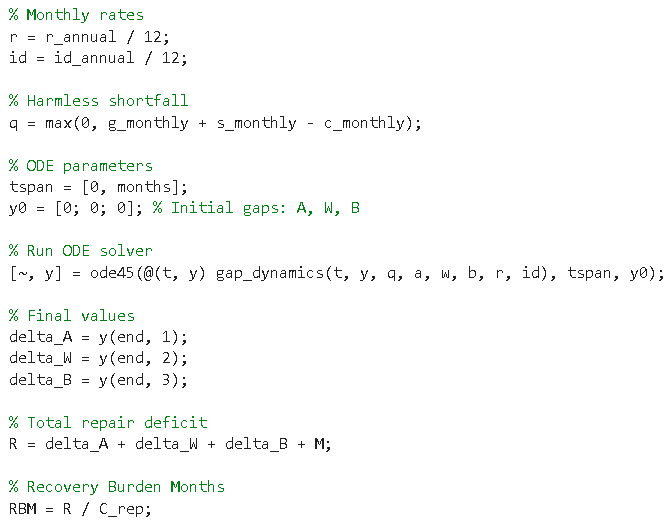 % Monthly rates
r = r_annual / 12;
id = id_annual / 12;
% Harmless shortfall
q = max(0, g_monthly + s_monthly - c_monthly);
% ODE parameters
tspan = [0, months];
y0 = [0; 0; 0]; % Initial gaps: A, W, B
% Run ODE solver
[~, y] = ode45(@(t, y) gap_dynamics(t, y, q, a, w, b, r, id), tspan, y0);
% Final values
delta_A = y(end, 1);
delta_W = y(end, 2);
delta_B = y(end, 3);
% Total repair deficit
R = delta_A + delta_W + delta_B + M;
% Recovery Burden Months
RBM = R / C_rep;